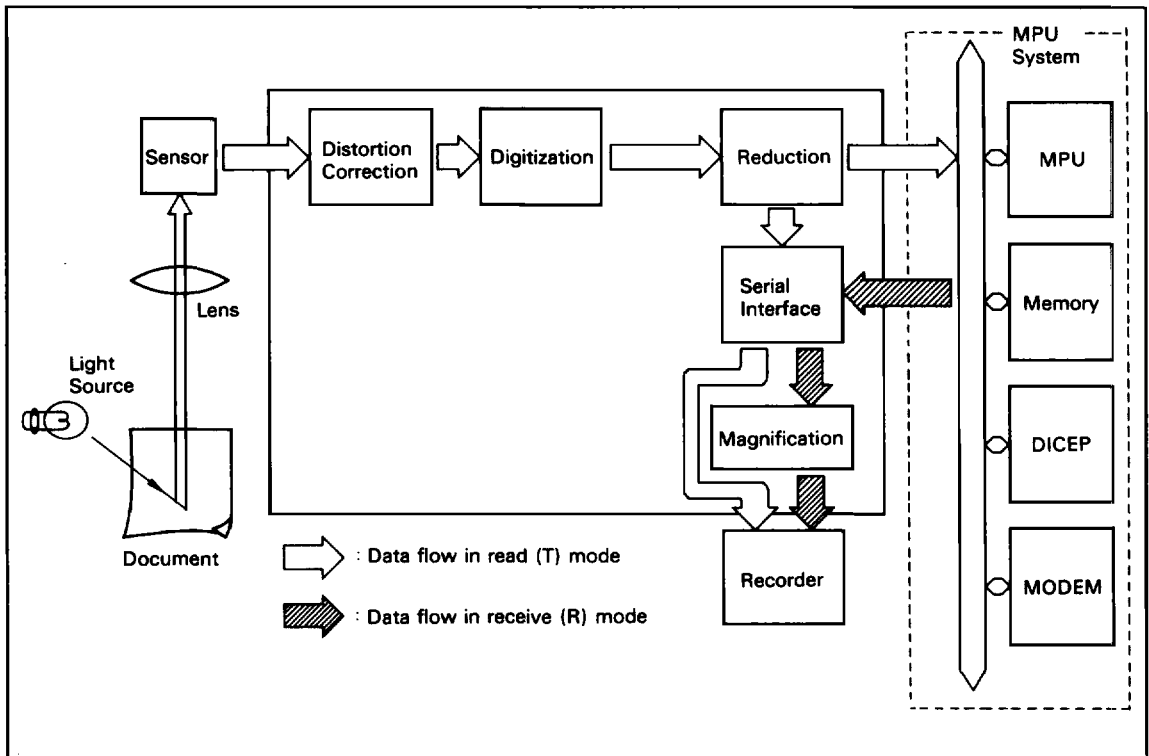 MPU
System
Sensor
Distortion
Correction
Digitization
Reduction
MPU
Serial
Interface
Memory
Lens
Light
Source
Magnification
DICEP
Document
: Data flow in read (T) mode
Recorder
MODEM
: Data flow in receive (R) mode